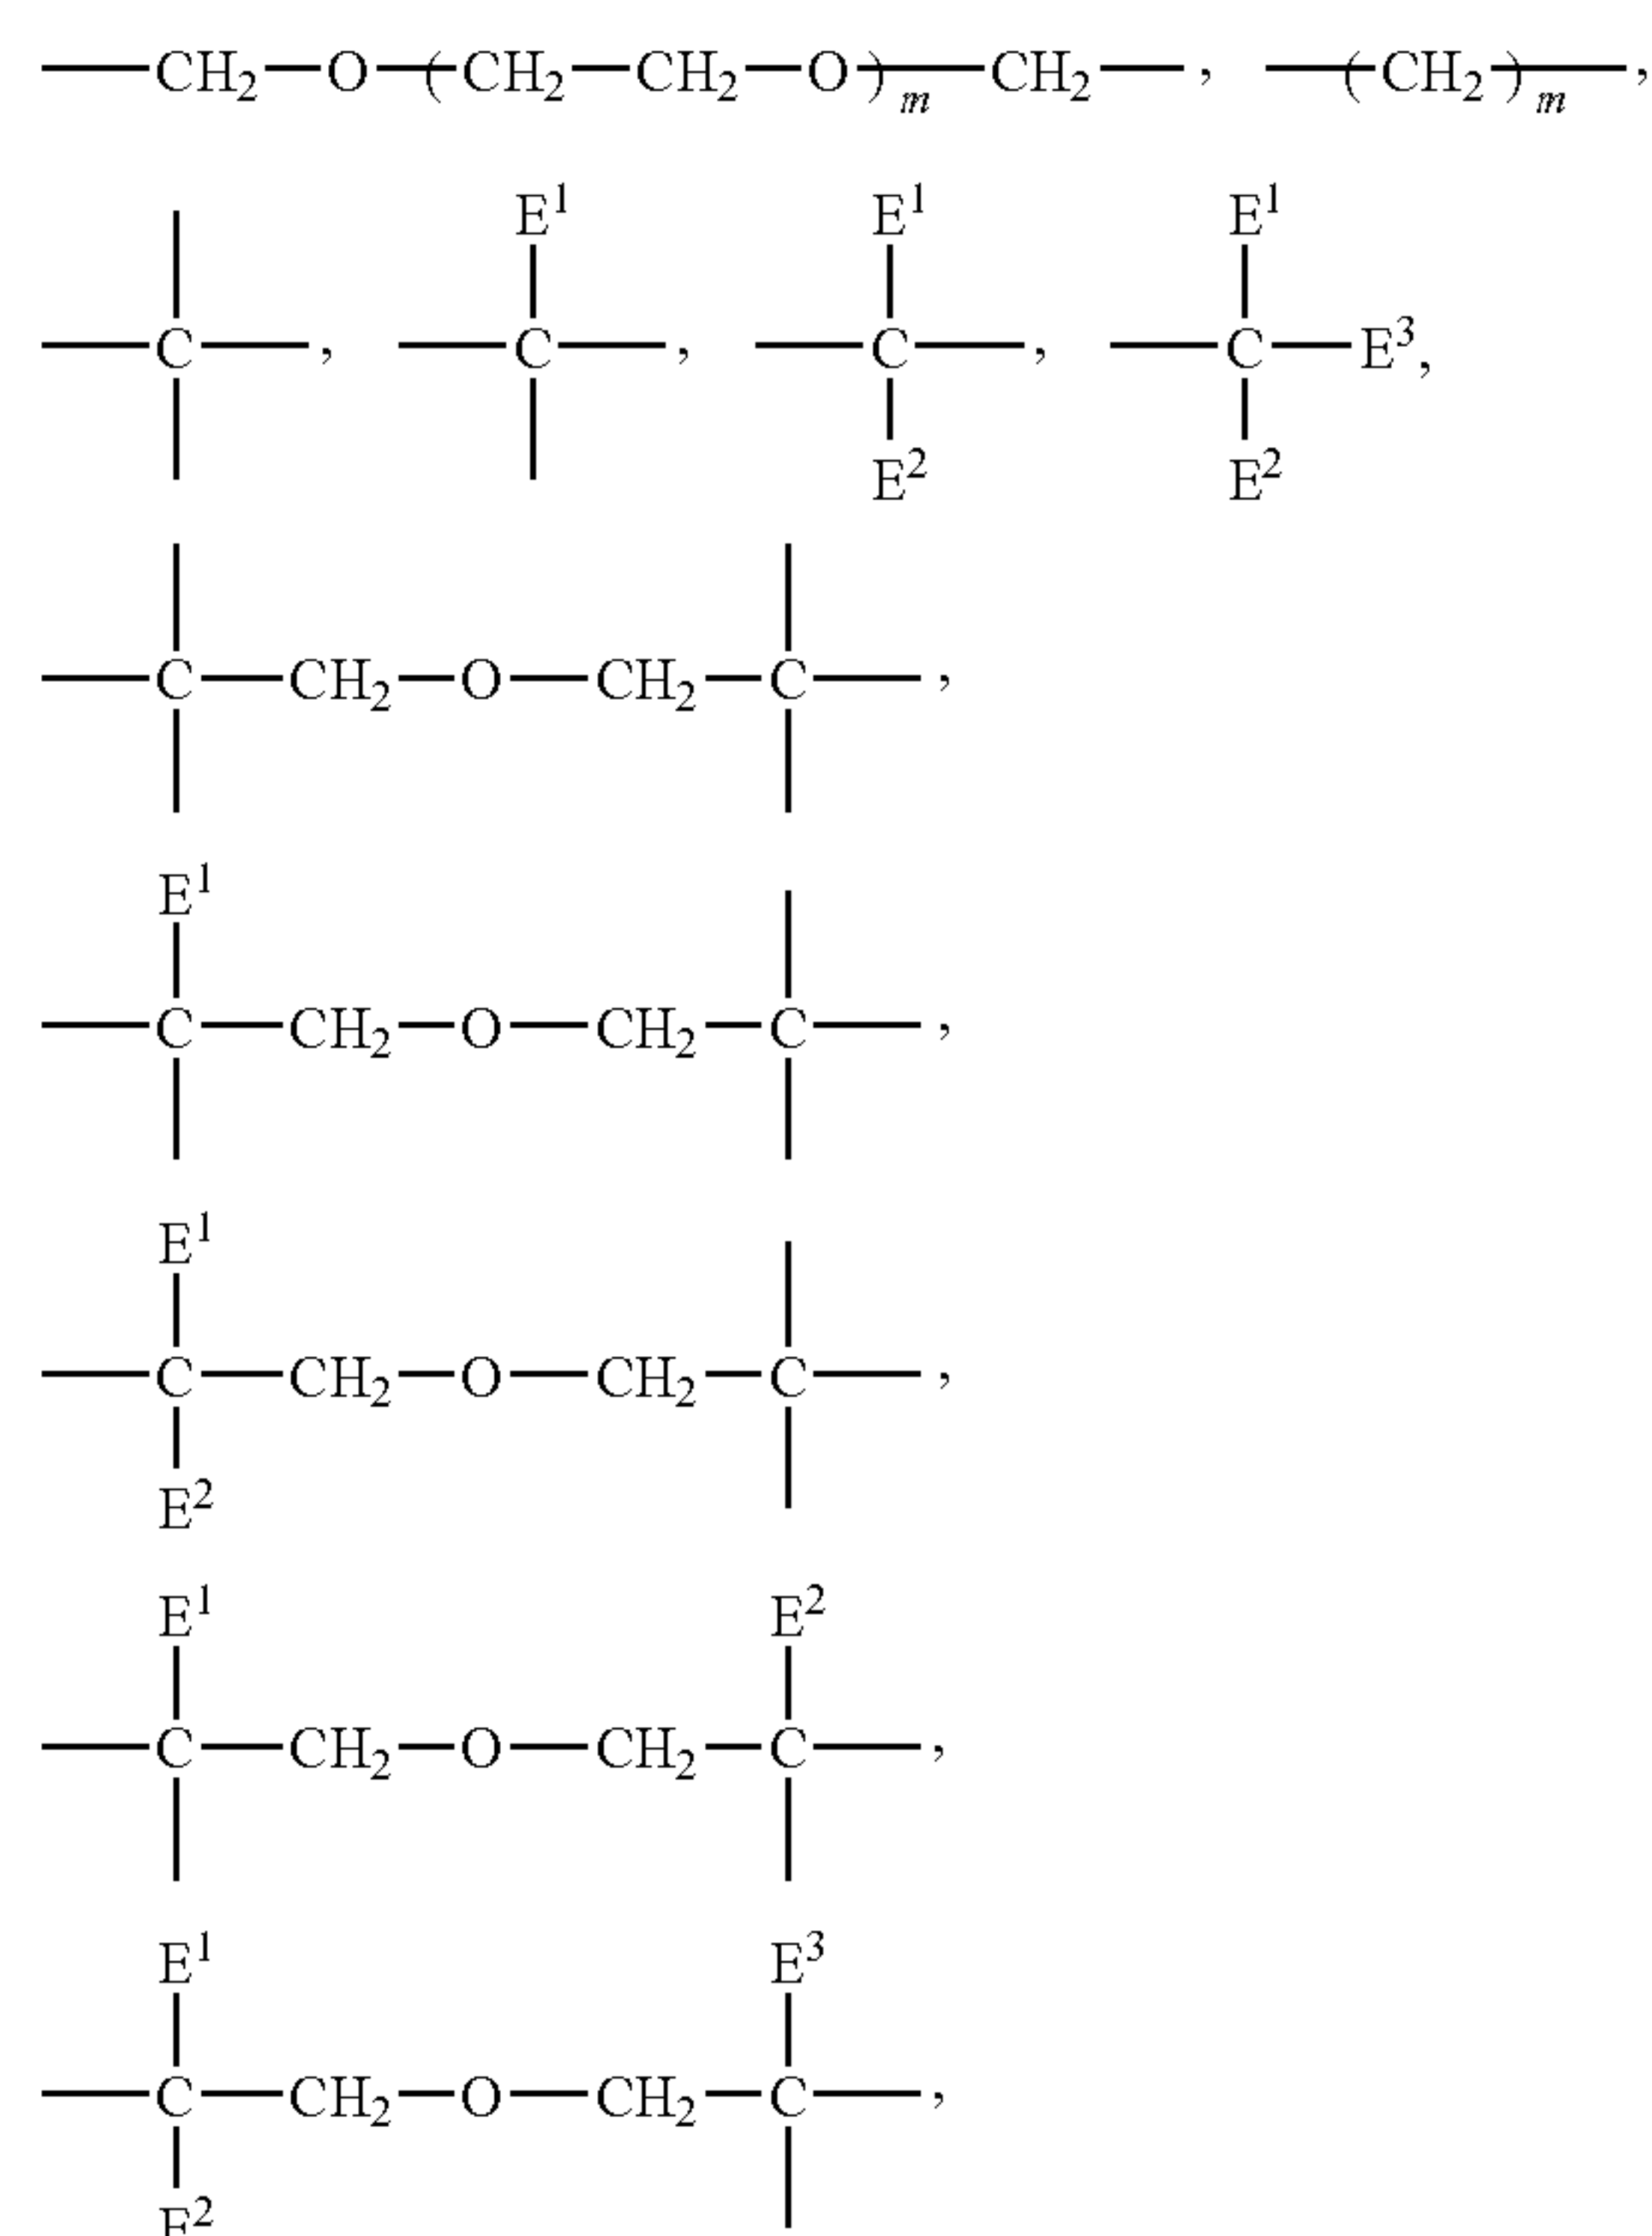 CH2 O (CH2 CH2 O)m CH2 , (CH2)m ,
E1 E1 E1
C , C , C , C E3,
E2 E2
C CH2 O CH2 C ,
E1
C CH2 O CH2 C ,
E1
C CH2 O CH2 C ,
E2
E1 E2
C CH2 O CH2 C ,
E1 E3
C CH2 O CH2 C ,
E2